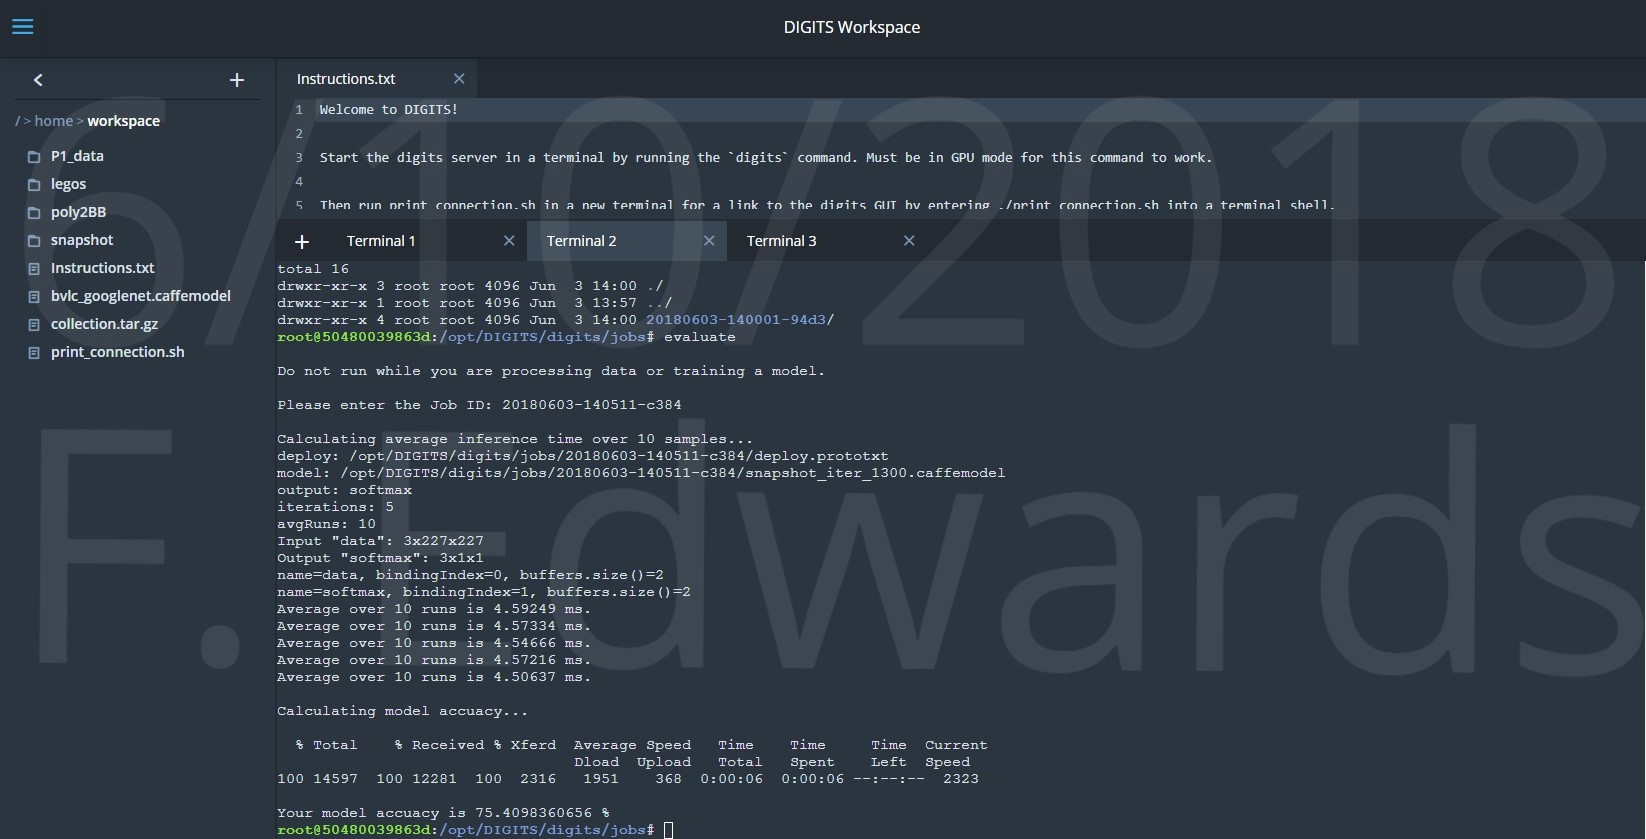 DIGITS Workspace
/ > home > workspace
P1_data
legos
poly2BB
snapshot
Instructions.txt
bvlc_googlenet.caffemodel
collection.tar.gz
print_connection.sh
Instructions.txt
1 Welcome to DIGITS!
2
3 Start the digits server in a terminal by running the `digits` command. Must be in GPU mode for this command to work.
4
5 Then run print_connection.sh in a new terminal for a link to the digits GUI by entering ./print_connection.sh into a terminal shell.
Terminal 1 Terminal 2 Terminal 3
total 16
drwxr-xr-x 3 root root 4096 Jun  3 14:00 ./
drwxr-xr-x 1 root root 4096 Jun  3 13:57 ../
drwxr-xr-x 4 root root 4096 Jun  3 14:00 20180603-140001-94d3/
root@50480039863d:/opt/DIGITS/digits/jobs# evaluate
Do not run while you are processing data or training a model.
Please enter the Job ID: 20180603-140511-c384
Calculating average inference time over 10 samples...
deploy: /opt/DIGITS/digits/jobs/20180603-140511-c384/deploy.prototxt
model: /opt/DIGITS/digits/jobs/20180603-140511-c384/snapshot_iter_1300.caffemodel
output: softmax
iterations: 5
avgRuns: 10
Input "data": 3x227x227
Output "softmax": 3x1x1
name=data, bindingIndex=0, buffers.size()=2
name=softmax, bindingIndex=1, buffers.size()=2
Average over 10 runs is 4.59249 ms.
Average over 10 runs is 4.57334 ms.
Average over 10 runs is 4.54666 ms.
Average over 10 runs is 4.57216 ms.
Average over 10 runs is 4.50637 ms.
Calculating model accuacy...
% Total % Received % Xferd Average Speed Time Time Time Current
Dload Upload Total Spent Left Speed
100 14597 100 12281 100 2316 1951 368 0:00:06 0:00:06 --:--:-- 2323
Your model accuacy is 75.4098360656 %
root@50480039863d:/opt/DIGITS/digits/jobs#
6/10/2018
F. Edwards